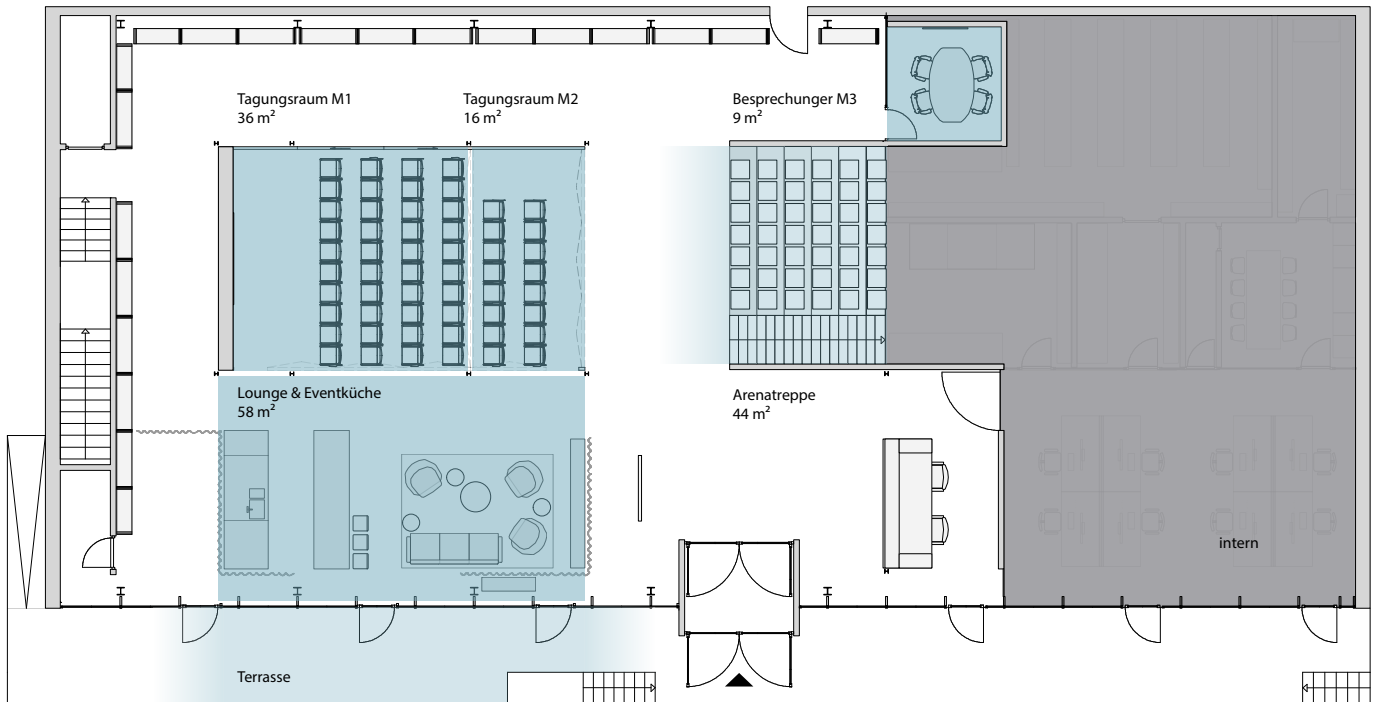 Tagungsraum M1
36 m²
Tagungsraum M2
16 m²
Besprechunger M3
9 m²
Lounge & Eventküche
58 m²
Arenatreppe
44 m²
intern
Terrasse